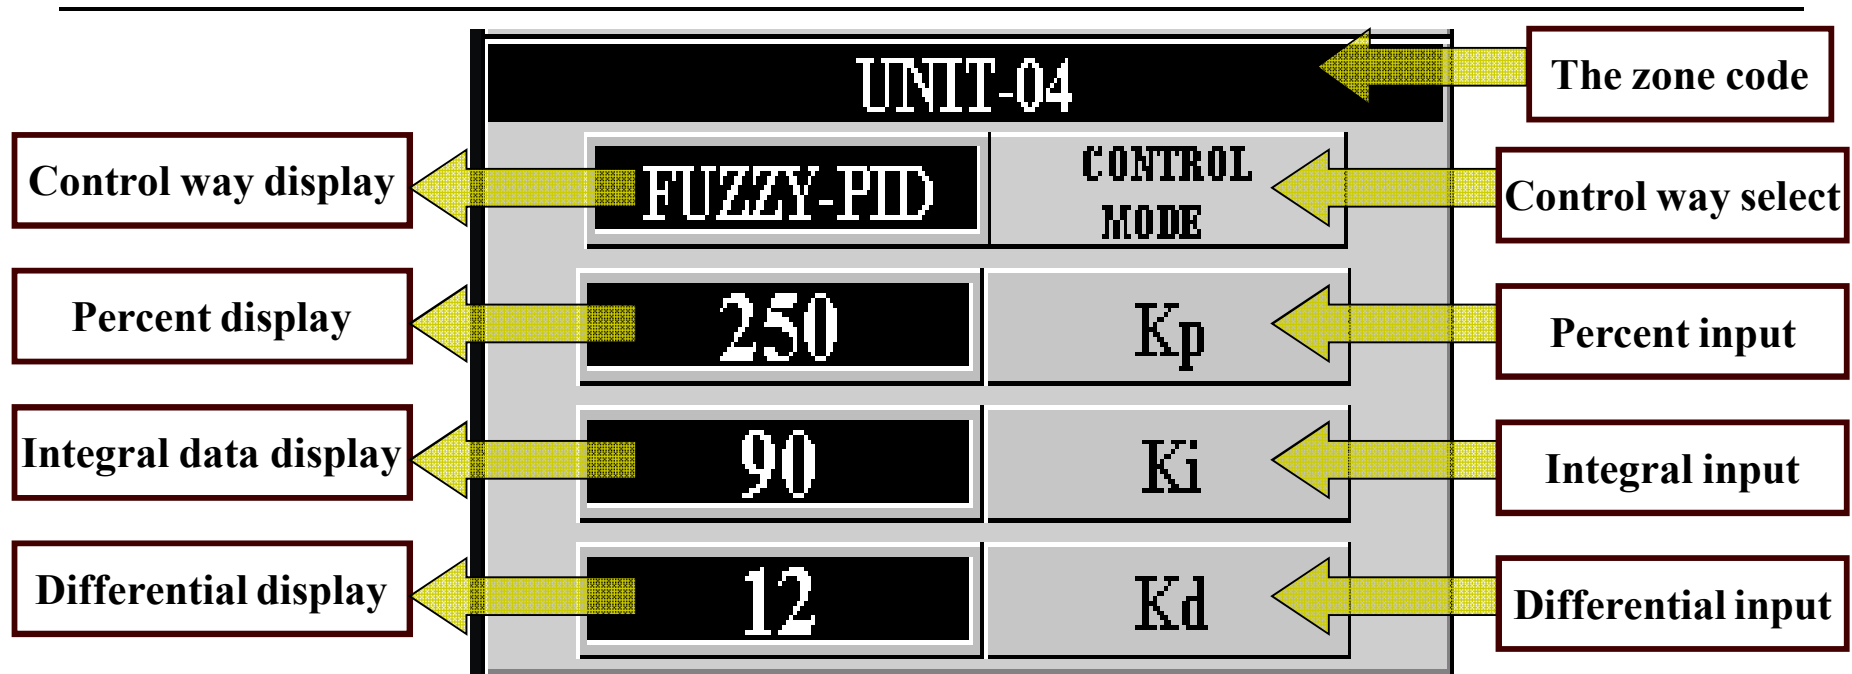 UNIT-04
The zone code
Control way display
FUZZY-PID
CONTROL
MODE
Control way select
Percent display
250
Kp
Percent input
Integral data display
90
Ki
Integral input
Differential display
12
Kd
Differential input